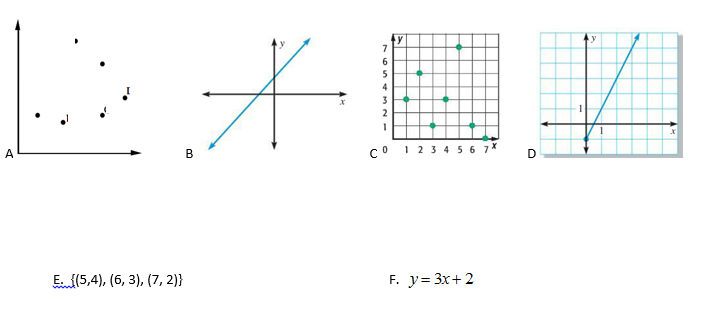 A
I
B
y
x
C
y
7
6
5
4
3
2
1
0 1 2 3 4 5 6 7 x
D
y
1
1
x
E. {(5,4), (6, 3), (7, 2)}
F. y = 3x + 2